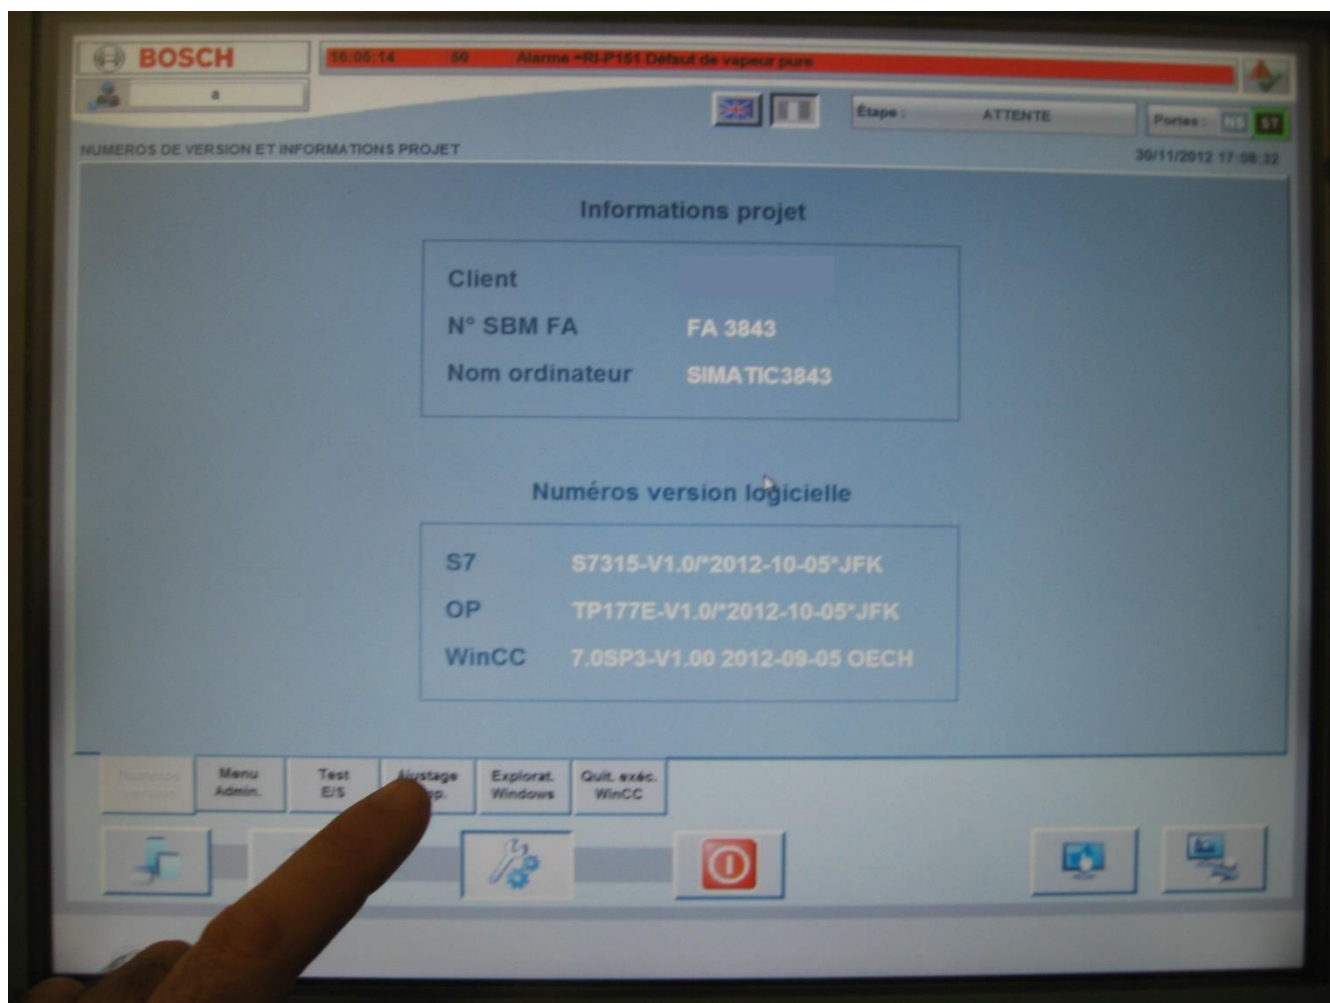 BOSCH
16:05:14 50 Alarme =RI-P151 Défaut de vapeur pure
a
Étape : ATTENTE
Portes : NS ST
NUMEROS DE VERSION ET INFORMATIONS PROJET
30/11/2012 17:08:32
Informations projet
Client
N° SBM FA FA 3843
Nom ordinateur SIMATIC3843
Numéros version logicielle
S7 S7315-V1.0/*2012-10-05*JFK
OP TP177E-V1.0/*2012-10-05*JFK
WinCC 7.0SP3-V1.00 2012-09-05 OECH
Numéros
Menu
Admin.
Test
E/S
Ajustage
Explorat.
Windows
Quit. exéc.
WinCC